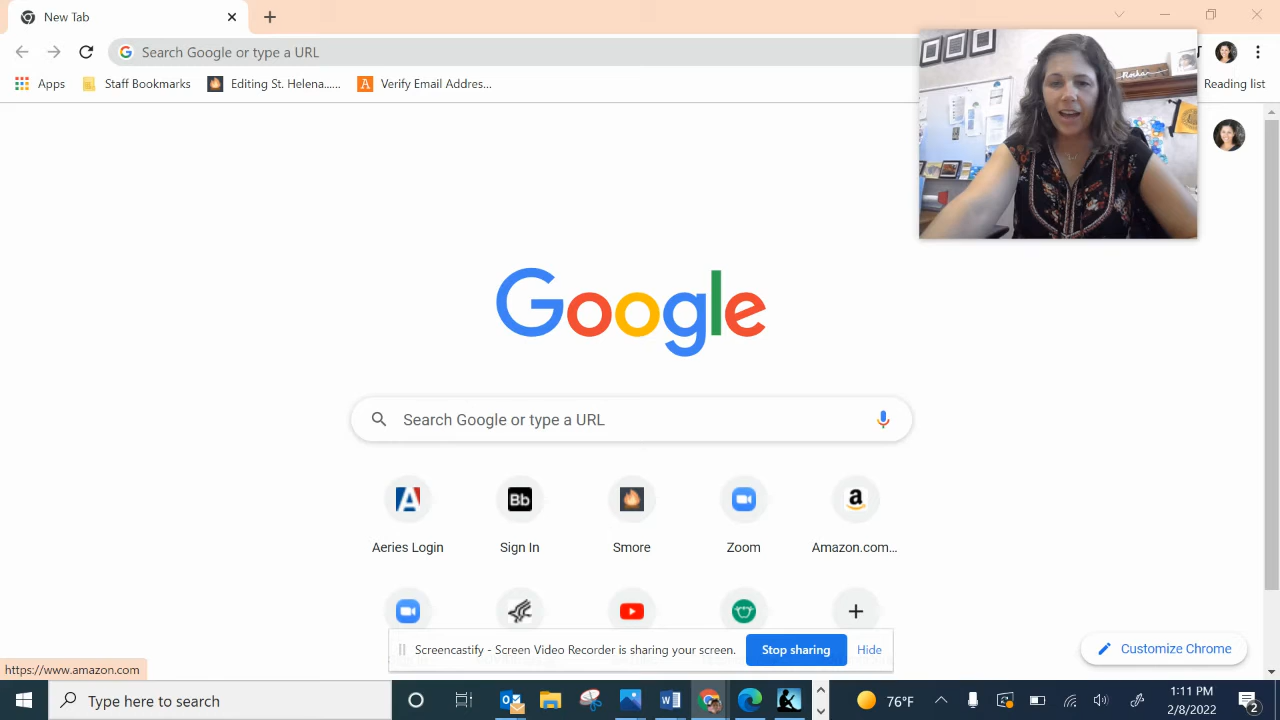 New Tab
Search Google or type a URL
Apps
Staff Bookmarks
Editing St. Helena......
Verify Email Addres...
Reading list
Google
Search Google or type a URL
Bb
a
Aeries Login
Sign In
Smore
Zoom
Amazon.com...
Screencastify - Screen Video Recorder is sharing your screen.
Stop sharing
Hide
Customize Chrome
https://www.amazon.com
Type here to search
76°F
1:11 PM
2/8/2022
2